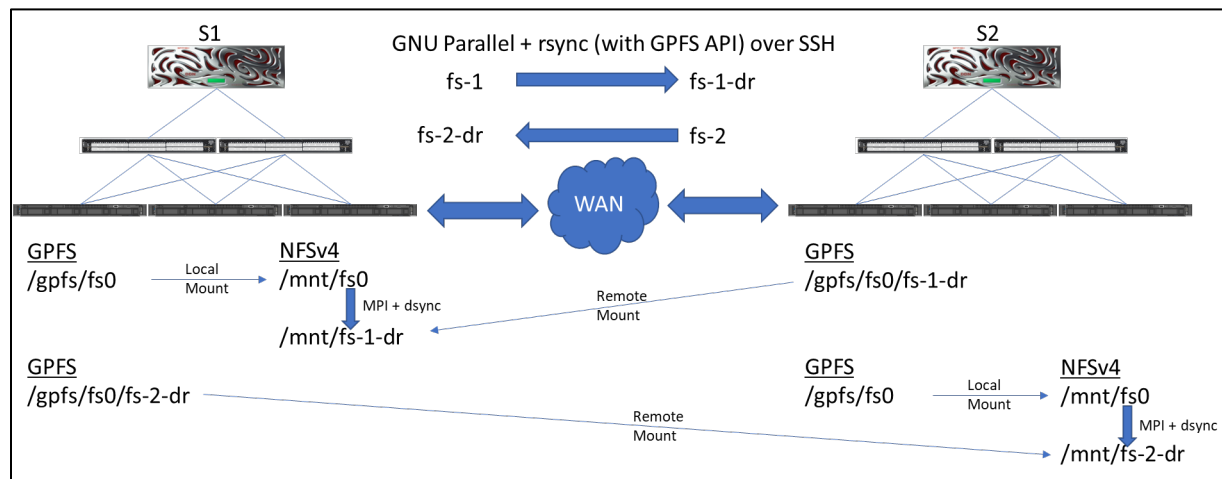 S1
GNU Parallel + rsync (with GPFS API) over SSH
S2
fs-1
fs-1-dr
fs-2-dr
fs-2
WAN
GPFS
/gpfs/fs0
Local
Mount
NFSv4
/mnt/fs0
MPI + dsync
/mnt/fs-1-dr
GPFS
/gpfs/fs0/fs-1-dr
Remote
Mount
GPFS
/gpfs/fs0/fs-2-dr
Remote
Mount
GPFS
/gpfs/fs0
Local
Mount
NFSv4
/mnt/fs0
MPI + dsync
/mnt/fs-2-dr